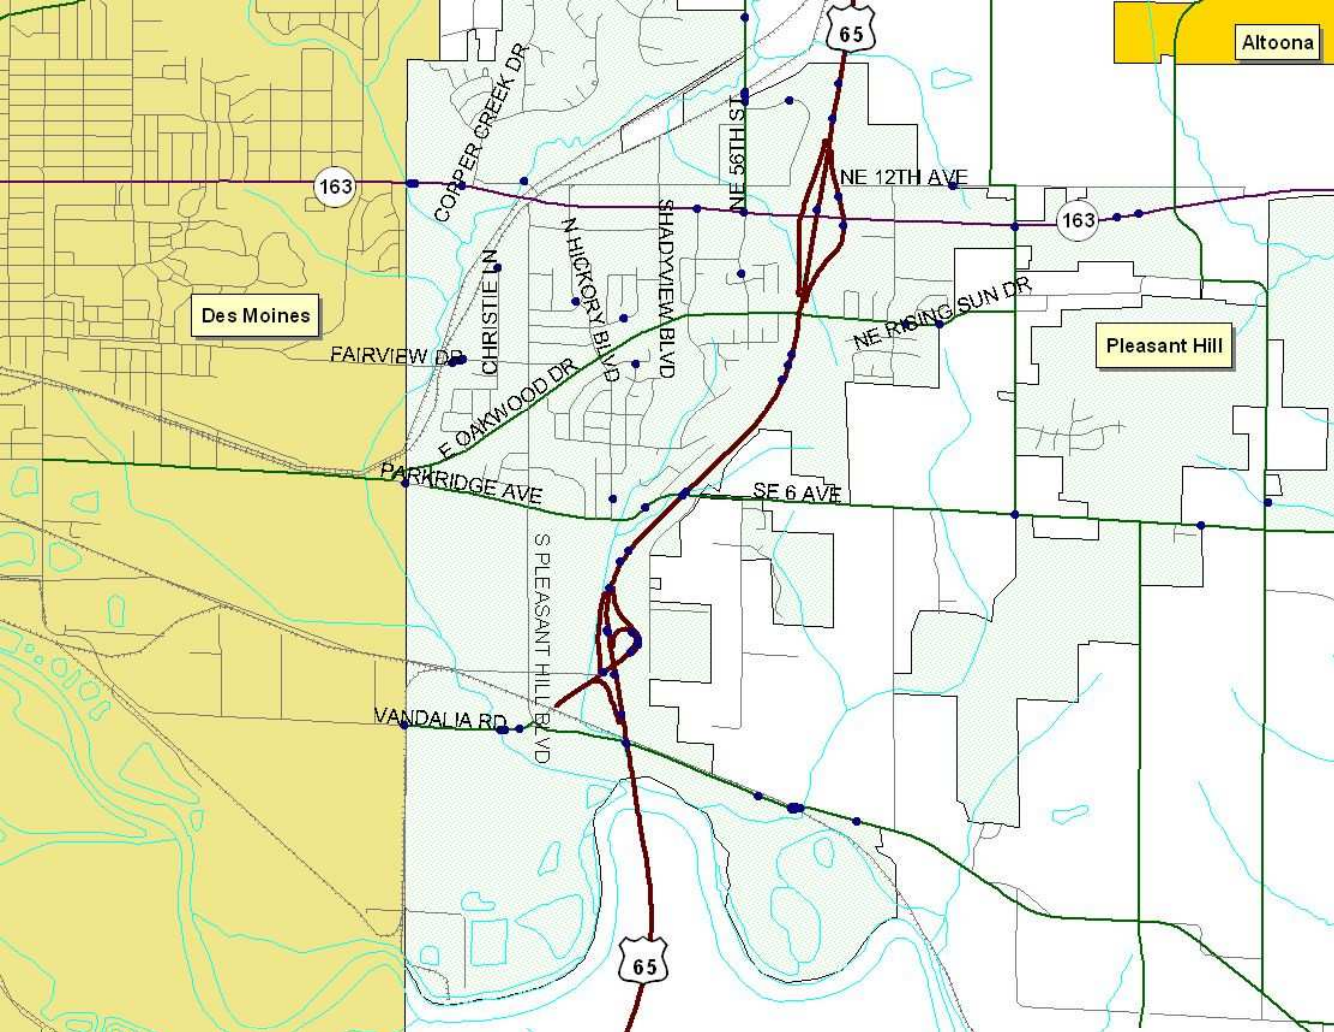 65
Altoona
COPPER CREEK DR
NE 56TH ST
163
NE 12TH AVE
163
N HICKORY BLVD
SHADYVIEW BLVD
CHRISTIE LN
Des Moines
NE RISING SUN DR
Pleasant Hill
FAIRVIEW DR
E OAKWOOD DR
PARKRIDGE AVE
SE 6 AVE
S PLEASANT HILL BLVD
VANDALIA RD
65